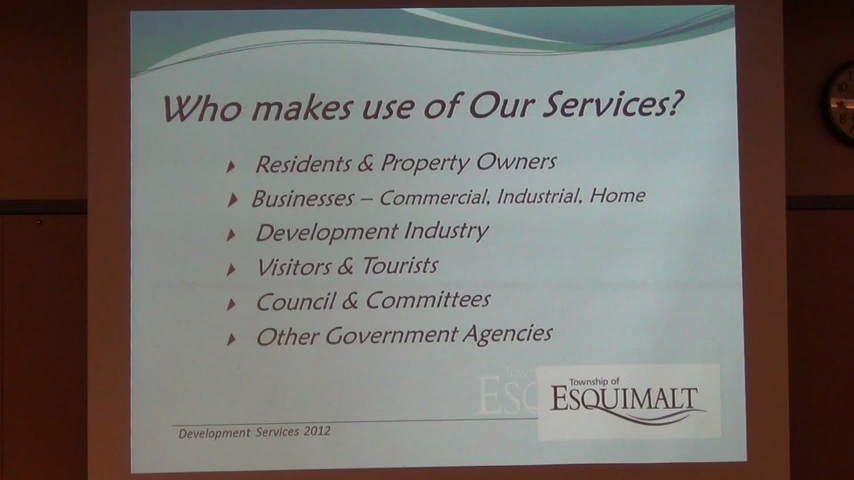 Who makes use of Our Services?
Residents & Property Owners
Businesses – Commercial, Industrial, Home
Development Industry
Visitors & Tourists
Council & Committees
Other Government Agencies
Township of
ESQUIMALT
Development Services 2012